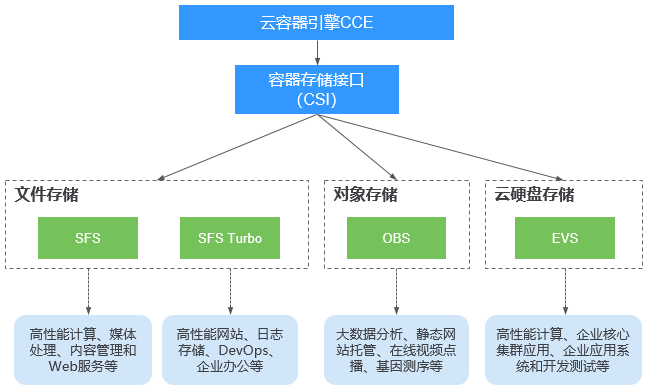 云容器引擎CCE
容器存储接口
（CSI）
文件存储
对象存储
云硬盘存储
SFS
SFS Turbo
OBS
EVS
高性能计算、媒体
处理、内容管理和
Web服务等
高性能网站、日志
存储、DevOps、
企业办公等
大数据分析、静态网
站托管、在线视频点
播、基因测序等
高性能计算、企业核心
集群应用、企业应用系
统和开发测试等